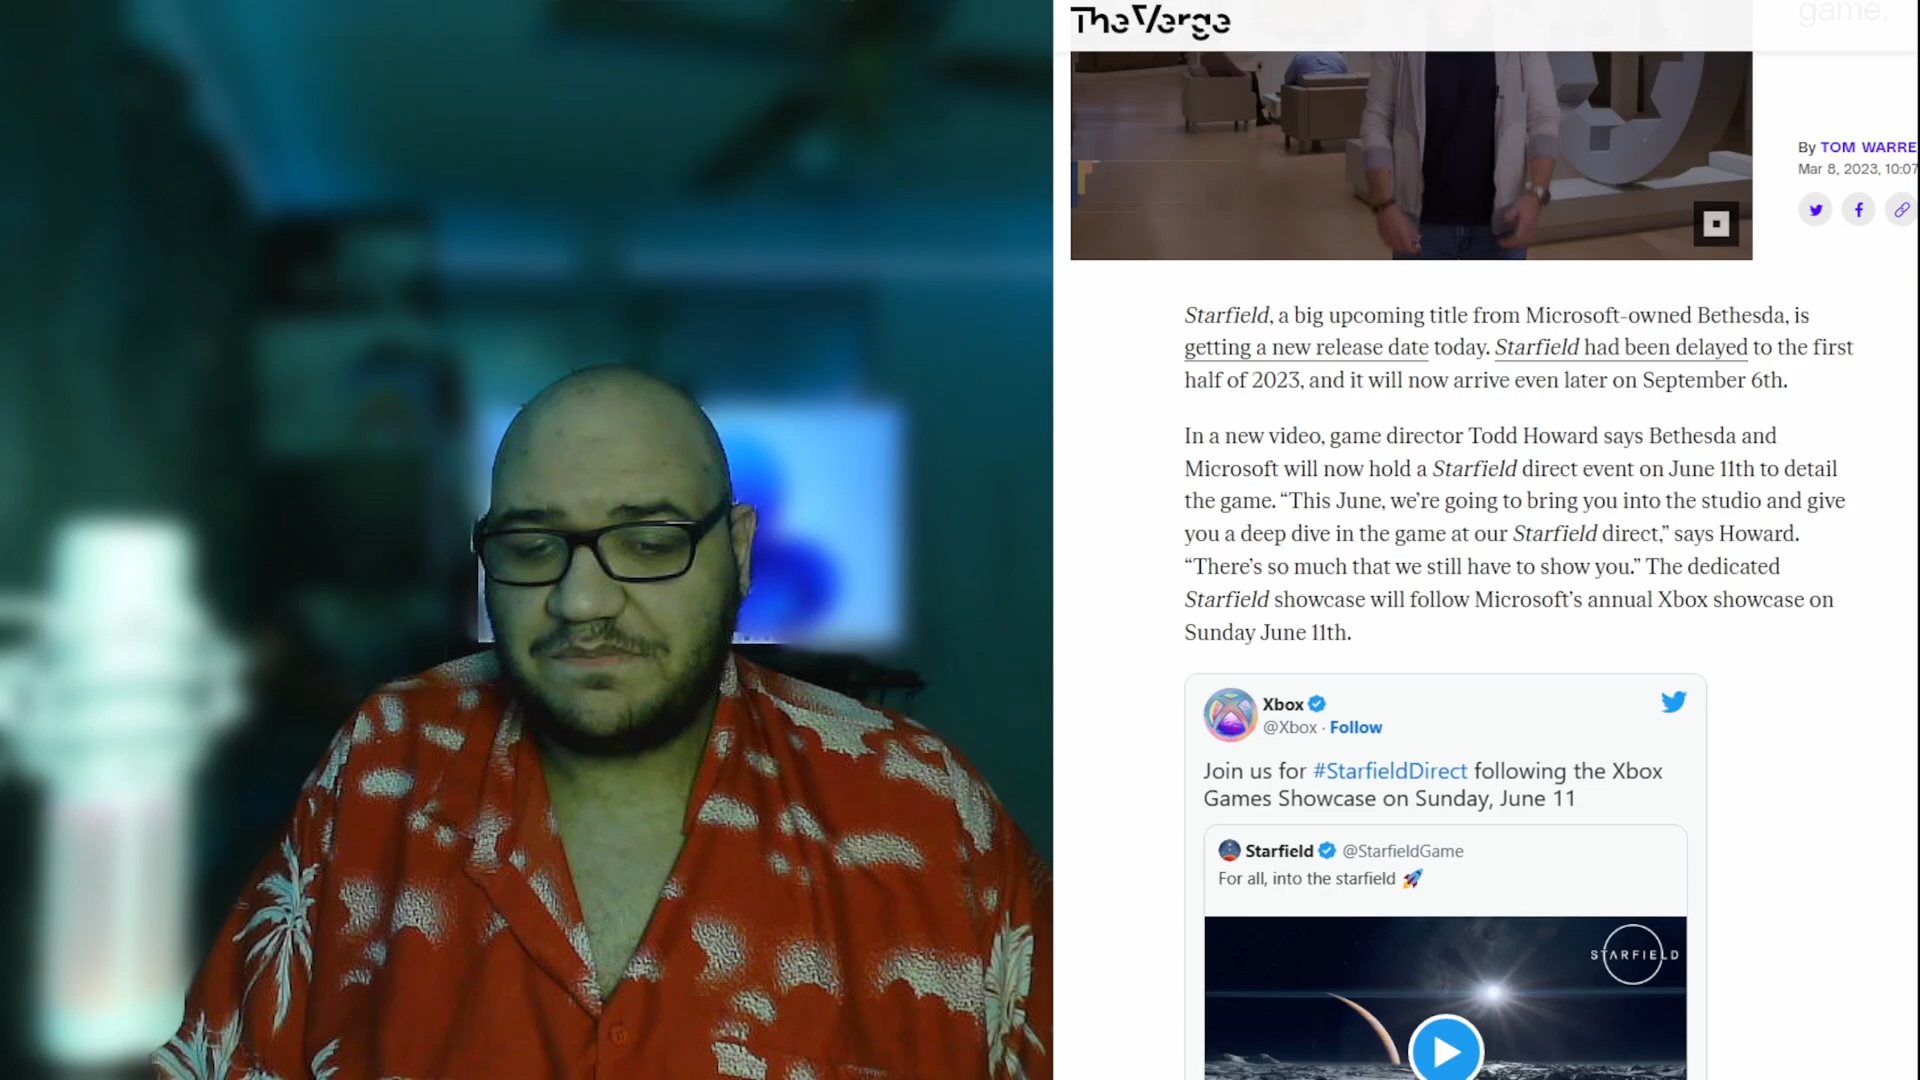 TheVerge
game.
By TOM WARRE
Mar 8, 2023, 10:07
Starfield, a big upcoming title from Microsoft-owned Bethesda, is
getting a new release date today. Starfield had been delayed to the first
half of 2023, and it will now arrive even later on September 6th.
In a new video, game director Todd Howard says Bethesda and
Microsoft will now hold a Starfield direct event on June 11th to detail
the game. “This June, we’re going to bring you into the studio and give
you a deep dive in the game at our Starfield direct,” says Howard.
“There’s so much that we still have to show you.” The dedicated
Starfield showcase will follow Microsoft’s annual Xbox showcase on
Sunday June 11th.
Xbox
@Xbox · Follow
Join us for #StarfieldDirect following the Xbox
Games Showcase on Sunday, June 11
Starfield @StarfieldGame
For all, into the starfield 🚀
STARFIELD